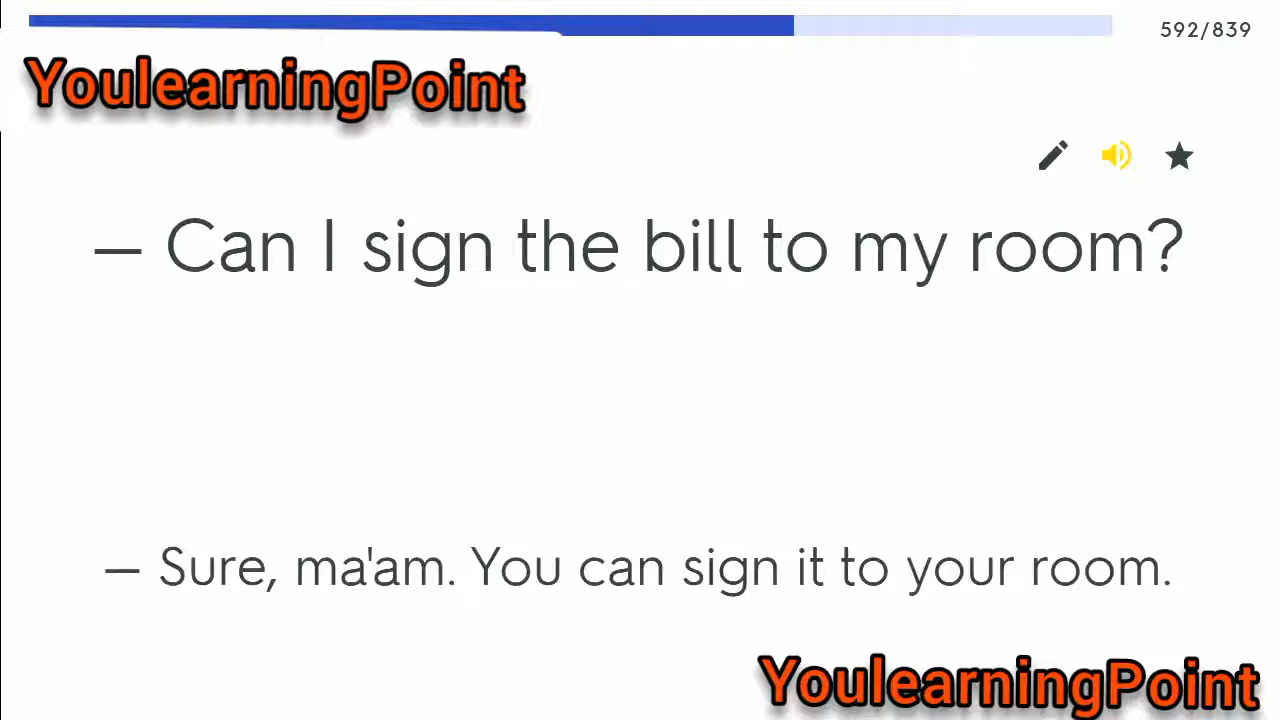 592/839
YoulearningPoint
— Can I sign the bill to my room?
— Sure, ma'am. You can sign it to your room.
YoulearningPoint